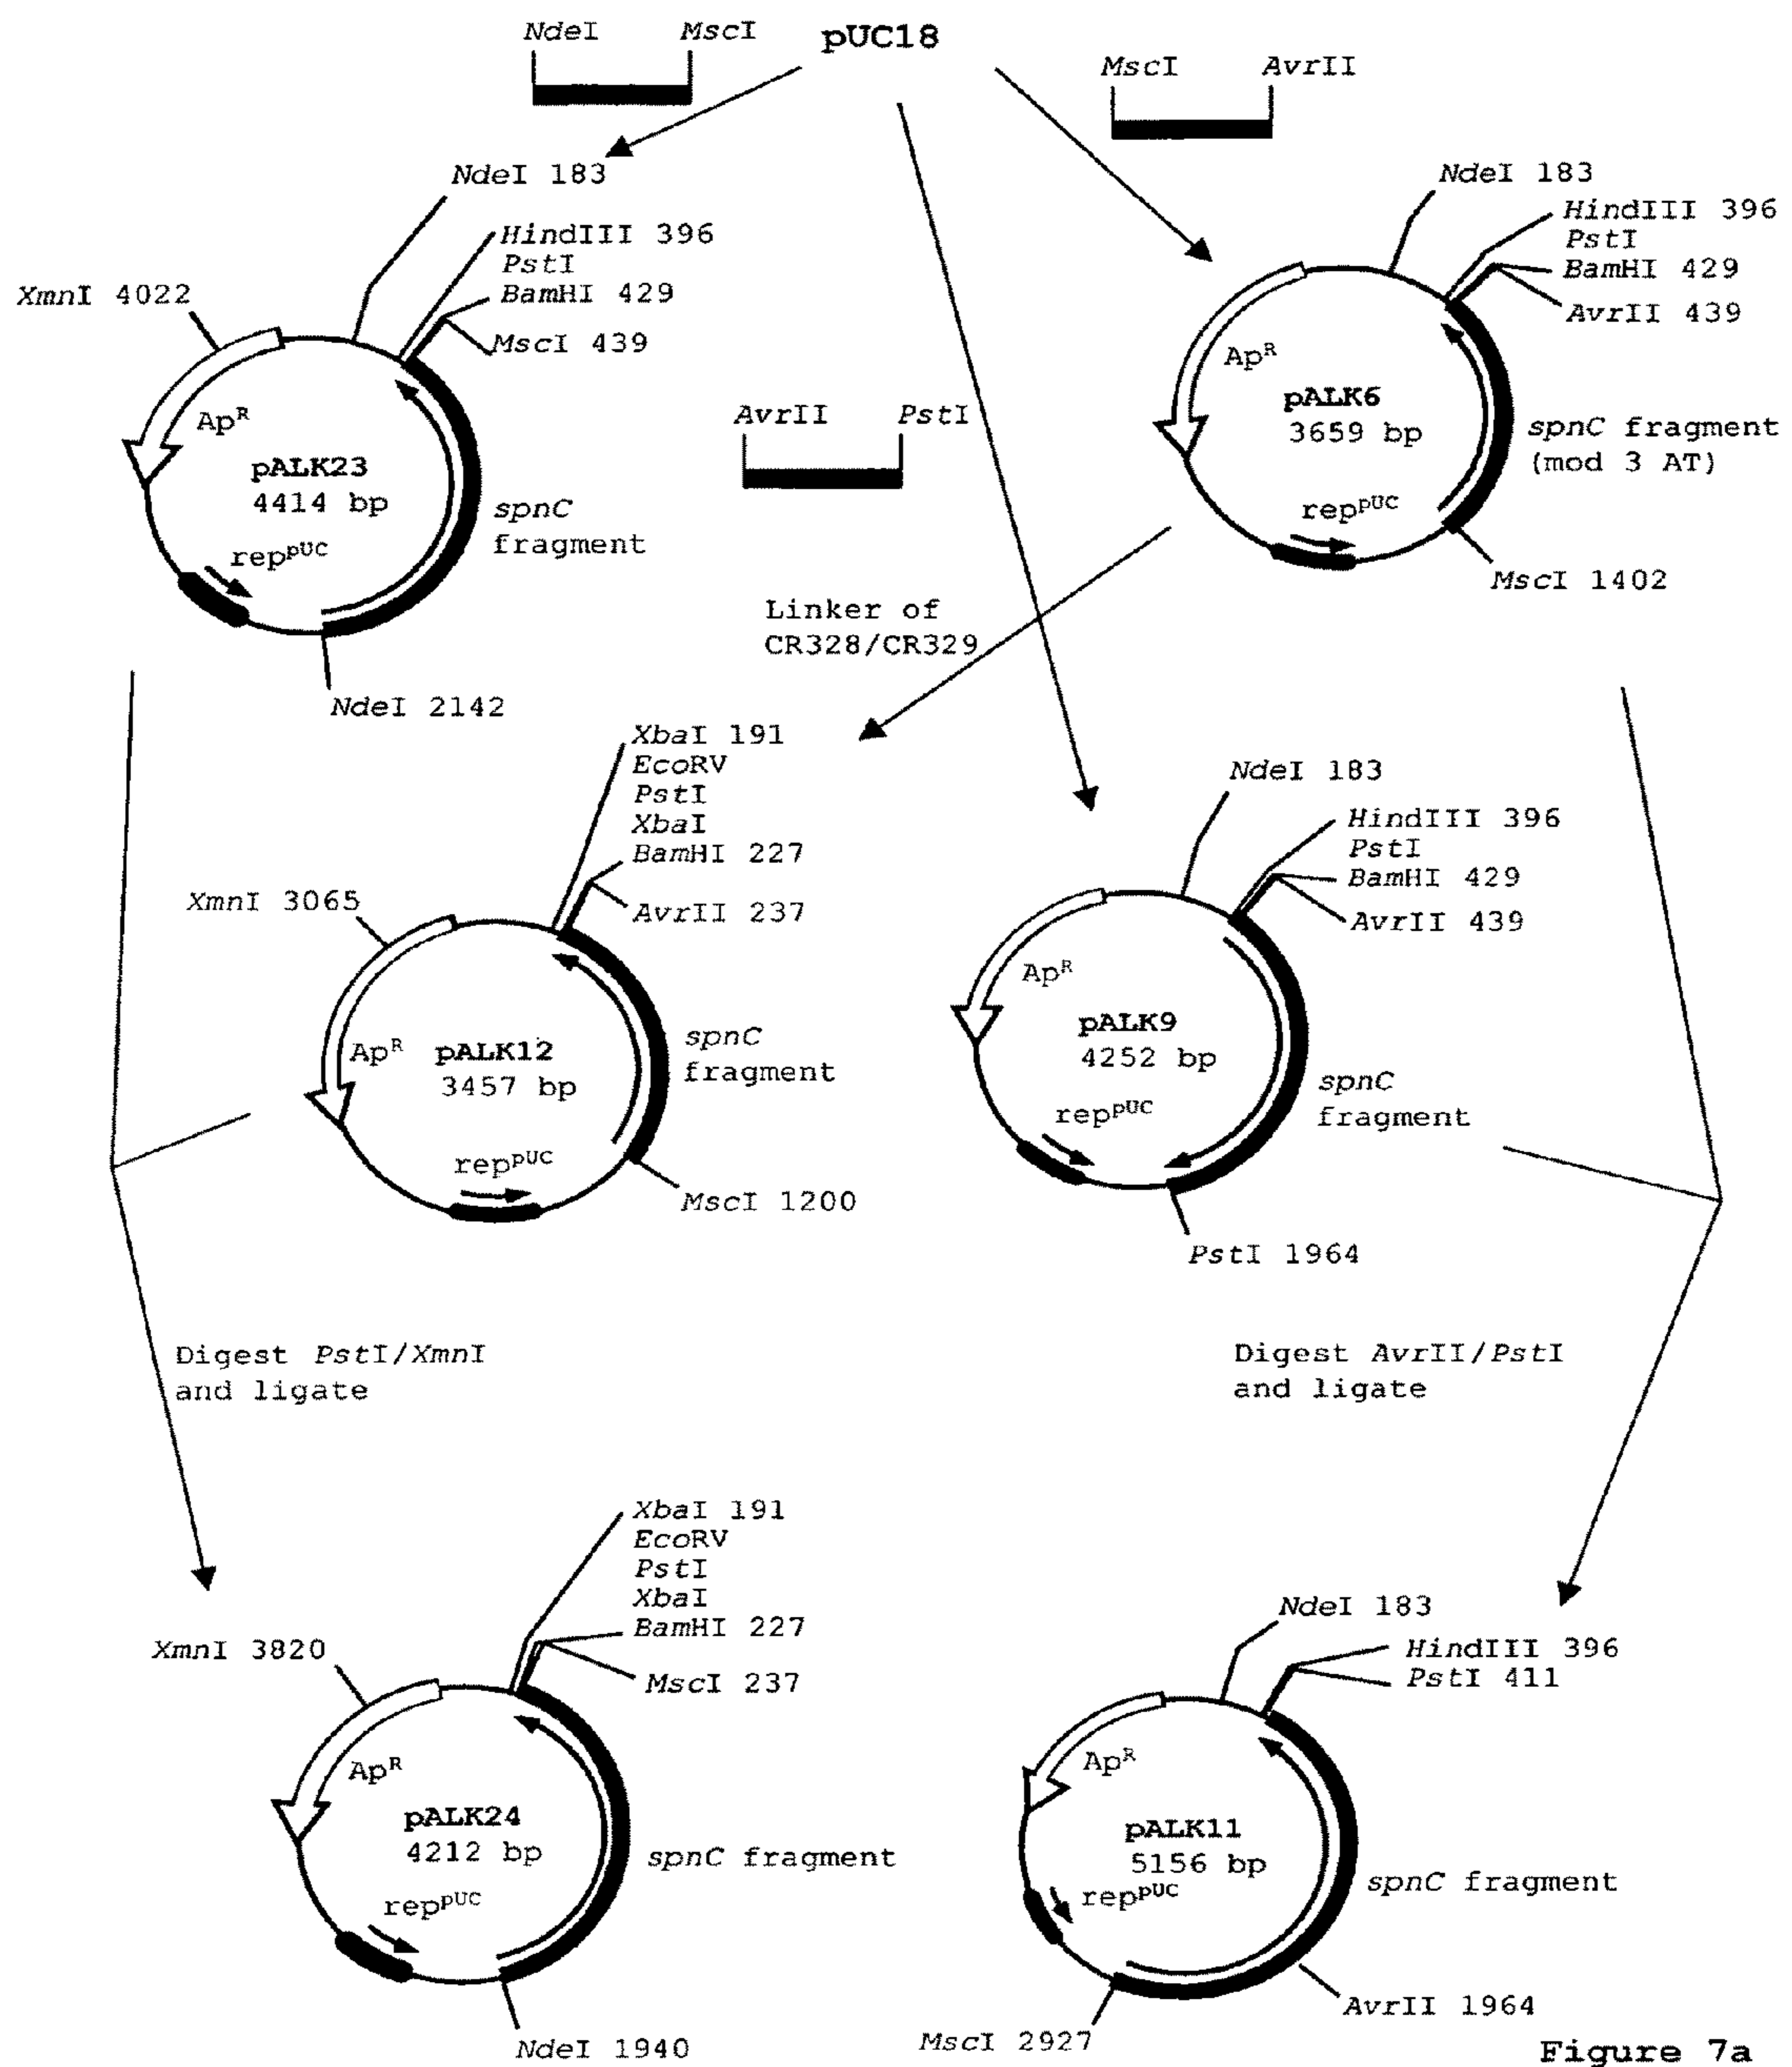 NdeI MscI
pUC18
MscI AvrII
NdeI 183
HindIII 396
PstI
BamHI 429
MscI 439
XmnI 4022
ApR
pALK23
4414 bp
spnC
fragment
reppUC
NdeI 2142
NdeI 183
HindIII 396
PstI
BamHI 429
AvrII 439
ApR
pALK6
3659 bp
spnC fragment
(mod 3 AT)
reppUC
MscI 1402
AvrII PstI
Linker of
CR328/CR329
XbaI 191
EcoRV
PstI
XbaI
BamHI 227
AvrII 237
XmnI 3065
ApR
pALK12
3457 bp
spnC
fragment
reppUC
MscI 1200
NdeI 183
HindIII 396
PstI
BamHI 429
AvrII 439
ApR
pALK9
4252 bp
spnC
fragment
reppUC
PstI 1964
Digest PstI/XmnI
and ligate
Digest AvrII/PstI
and ligate
XbaI 191
EcoRV
PstI
XbaI
BamHI 227
MscI 237
XmnI 3820
ApR
pALK24
4212 bp
spnC fragment
reppUC
NdeI 1940
NdeI 183
HindIII 396
PstI 411
ApR
pALK11
5156 bp
spnC fragment
reppUC
AvrII 1964
MscI 2927
Figure 7a